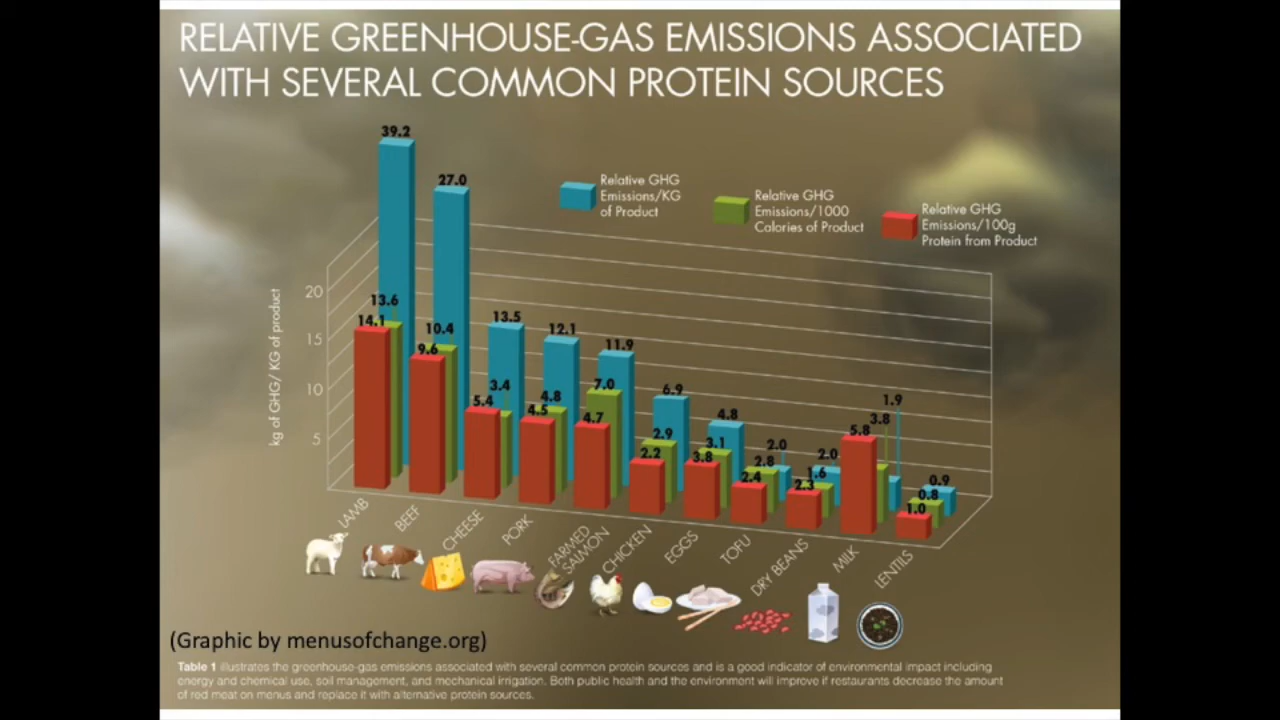 RELATIVE GREENHOUSE-GAS EMISSIONS ASSOCIATED
WITH SEVERAL COMMON PROTEIN SOURCES
39.2
27.0
Relative GHG
Emissions/KG
of Product
Relative GHG
Emissions/1000
Calories of Product
Relative GHG
Emissions/100g
Protein from Product
kg of GHG/ KG of product
20
15
10
5
13.6
14.1
10.4
9.6
13.5
3.4
5.4
12.1
4.8
4.5
11.9
7.0
4.7
6.9
2.9
2.2
4.8
3.1
3.8
2.0
2.8
2.4
2.0
1.6
2.3
1.9
3.8
5.8
0.9
0.8
1.0
LAMB
BEEF
CHEESE
PORK
FARMED
SALMON
CHICKEN
EGGS
TOFU
DRY BEANS
MILK
LENTILS
(Graphic by menusofchange.org)
Table 1 illustrates the greenhouse-gas emissions associated with several common protein sources and is a good indicator of environmental impact including
energy and chemical use, soil management, and mechanical irrigation. Both public health and the environment will improve if restaurants decrease the amount
of red meat on menus and replace it with alternative protein sources.